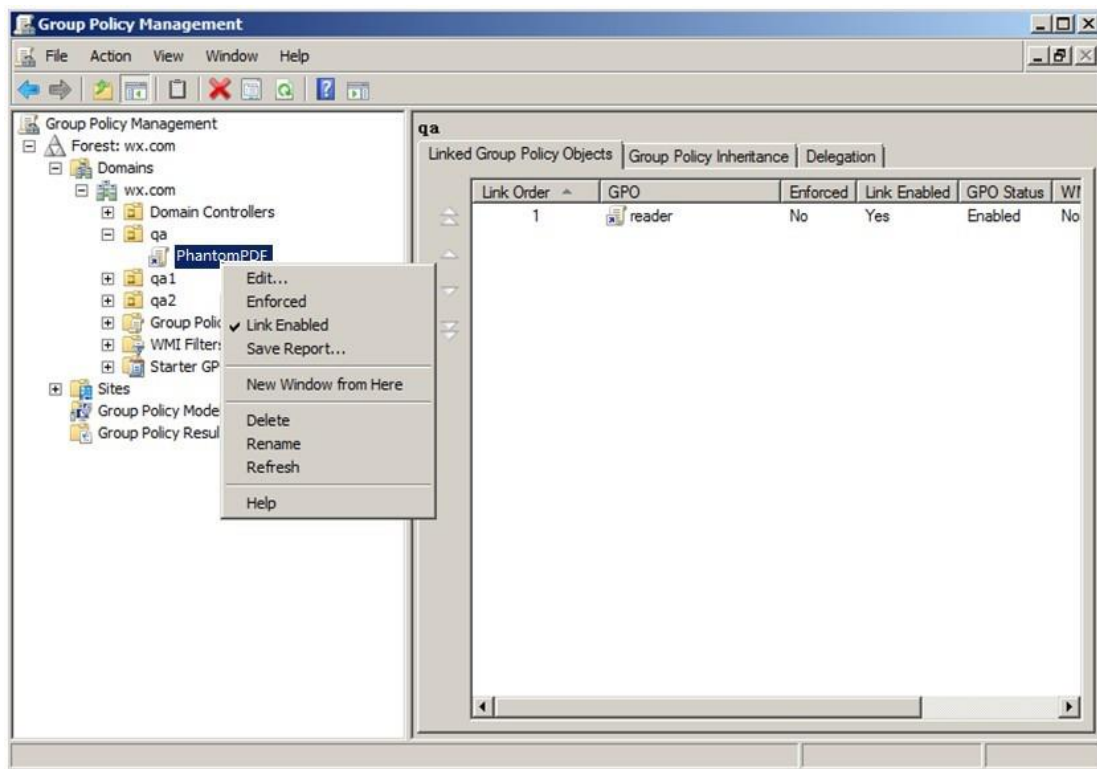 Group Policy Management
File Action View Window Help
Group Policy Management
Forest: wx.com
Domains
wx.com
Domain Controllers
qa
PhantomPDF
qa1
qa2
Group Polic
WMI Filters
Starter GP
Sites
Group Policy Mode
Group Policy Resul
Edit...
Enforced
Link Enabled
Save Report...
New Window from Here
Delete
Rename
Refresh
Help
qa
Linked Group Policy Objects Group Policy Inheritance Delegation
Link Order GPO Enforced Link Enabled GPO Status WM
1 reader No Yes Enabled No